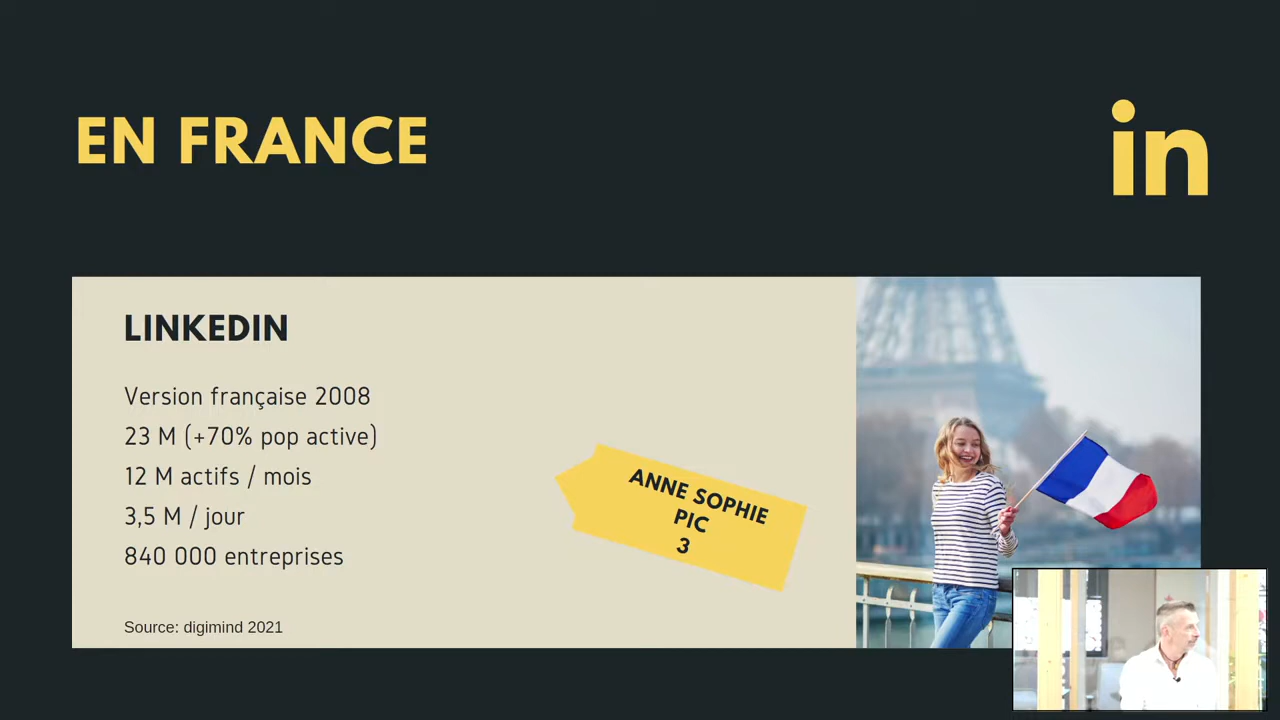 EN FRANCE
in
LINKEDIN
Version française 2008
23 M (+70% pop active)
12 M actifs / mois
3,5 M / jour
840 000 entreprises
ANNE SOPHIE
PIC
3
Source: digimind 2021